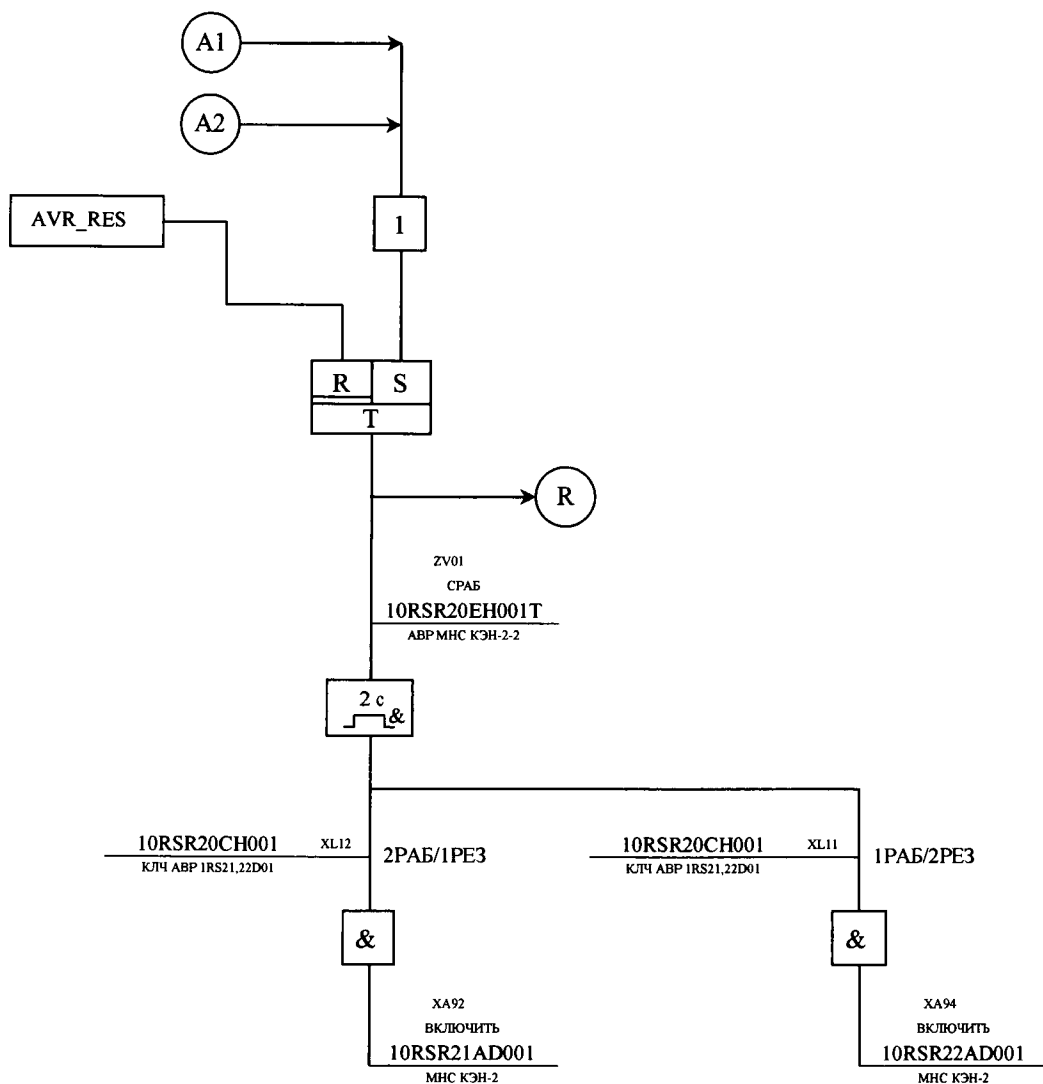 A1
A2
AVR_RES
1
R S
T
R
ZV01
СРАБ
10RSR20EH001T
АВР МНС КЭН-2-2
2 с
&
10RSR20CH001 XL12 2РАБ/1РЕЗ
КЛЧ АВР 1RS21,22D01
10RSR20CH001 XL11 1РАБ/2РЕЗ
КЛЧ АВР 1RS21,22D01
& &
XA92
ВКЛЮЧИТЬ
10RSR21AD001
МНС КЭН-2
XA94
ВКЛЮЧИТЬ
10RSR22AD001
МНС КЭН-2